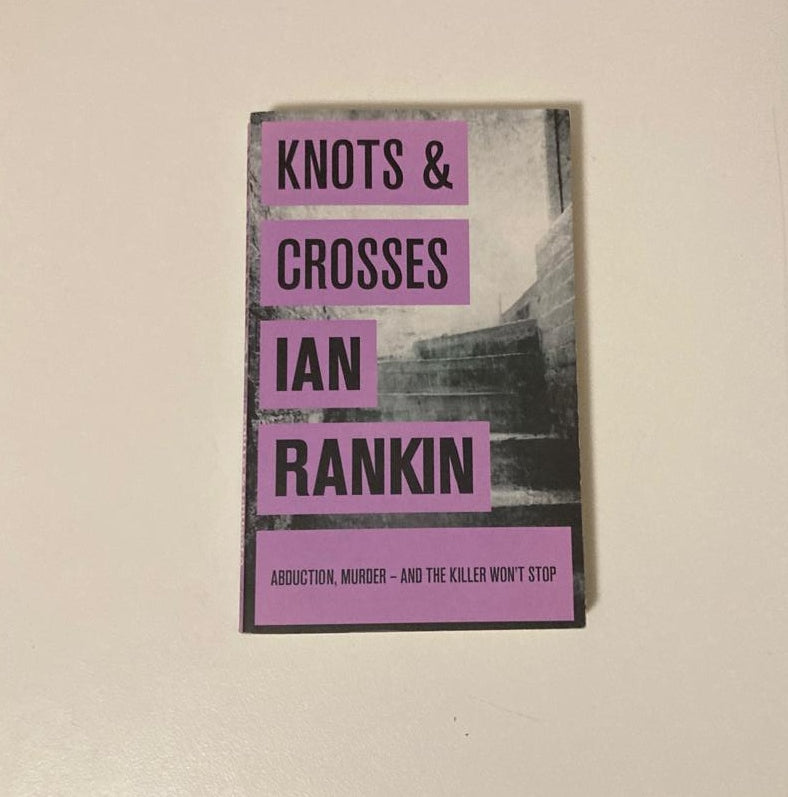 KNOTS &
CROSSES
IAN
RANKIN
ABDUCTION, MURDER – AND THE KILLER WON'T STOP